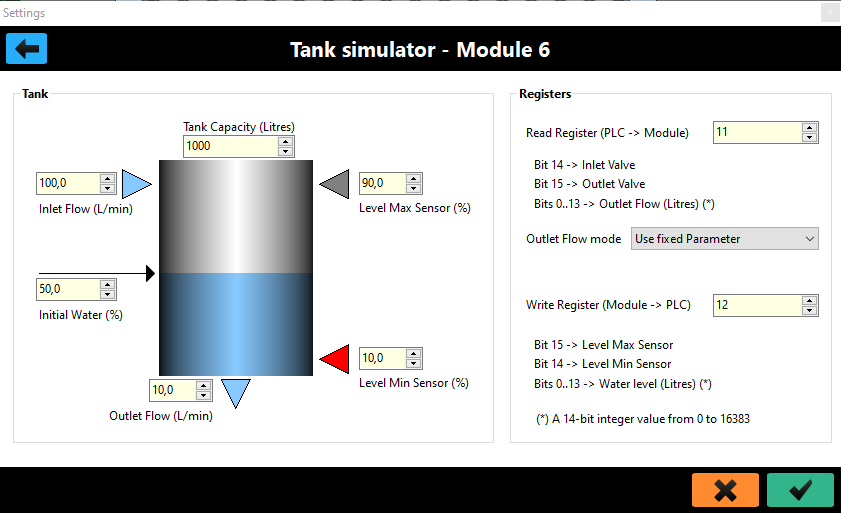 Settings
Tank simulator - Module 6
Tank
Tank Capacity (Litres)
1000
100,0
Inlet Flow (L/min)
90,0
Level Max Sensor (%)
50,0
Initial Water (%)
10,0
Level Min Sensor (%)
10,0
Outlet Flow (L/min)
Registers
Read Register (PLC -> Module)
11
Bit 14 -> Inlet Valve
Bit 15 -> Outlet Valve
Bits 0..13 -> Outlet Flow (Litres) (*)
Outlet Flow mode
Use fixed Parameter
Write Register (Module -> PLC)
12
Bit 15 -> Level Max Sensor
Bit 14 -> Level Min Sensor
Bits 0..13 -> Water level (Litres) (*)
(*) A 14-bit integer value from 0 to 16383